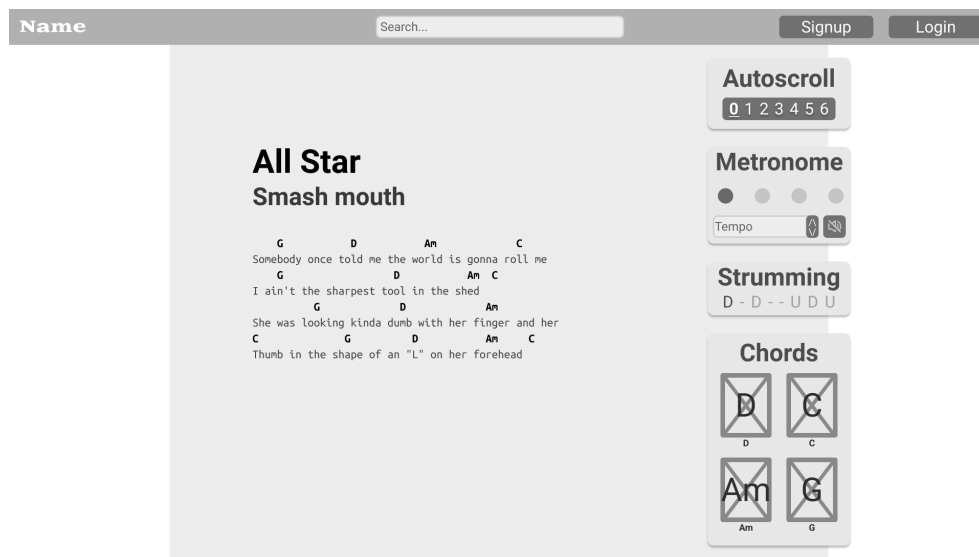 Name
Search...
Signup
Login
All Star
Smash mouth
G D Am C
Somebody once told me the world is gonna roll me
G D Am C
I ain't the sharpest tool in the shed
G D Am
She was looking kinda dumb with her finger and her
C G D Am C
Thumb in the shape of an "L" on her forehead
Autoscroll
0 1 2 3 4 5 6
Metronome
Tempo
Strumming
D - D - - U D U
Chords
D C
D C
Am G
Am G